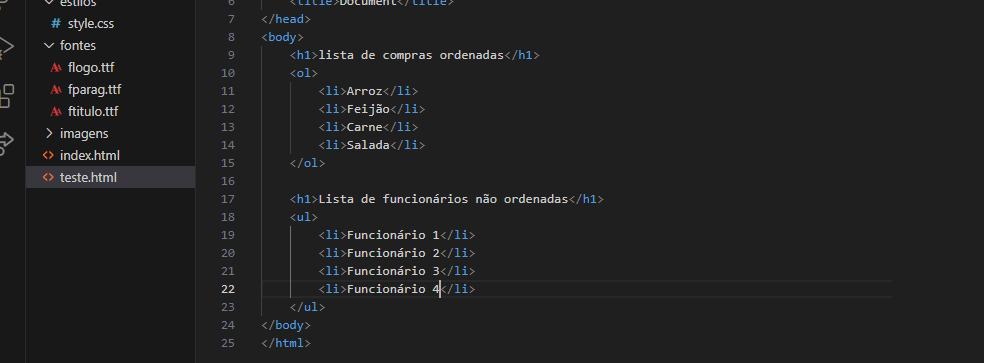 estilos
# style.css
fontes
flogo.ttf
fparag.ttf
ftitulo.ttf
imagens
<> index.html
<> teste.html
6 <title>Document</title>
7 </head>
8 <body>
9 <h1>lista de compras ordenadas</h1>
10 <ol>
11 <li>Arroz</li>
12 <li>Feijão</li>
13 <li>Carne</li>
14 <li>Salada</li>
15 </ol>
16
17 <h1>Lista de funcionários não ordenadas</h1>
18 <ul>
19 <li>Funcionário 1</li>
20 <li>Funcionário 2</li>
21 <li>Funcionário 3</li>
22 <li>Funcionário 4</li>
23 </ul>
24 </body>
25 </html>